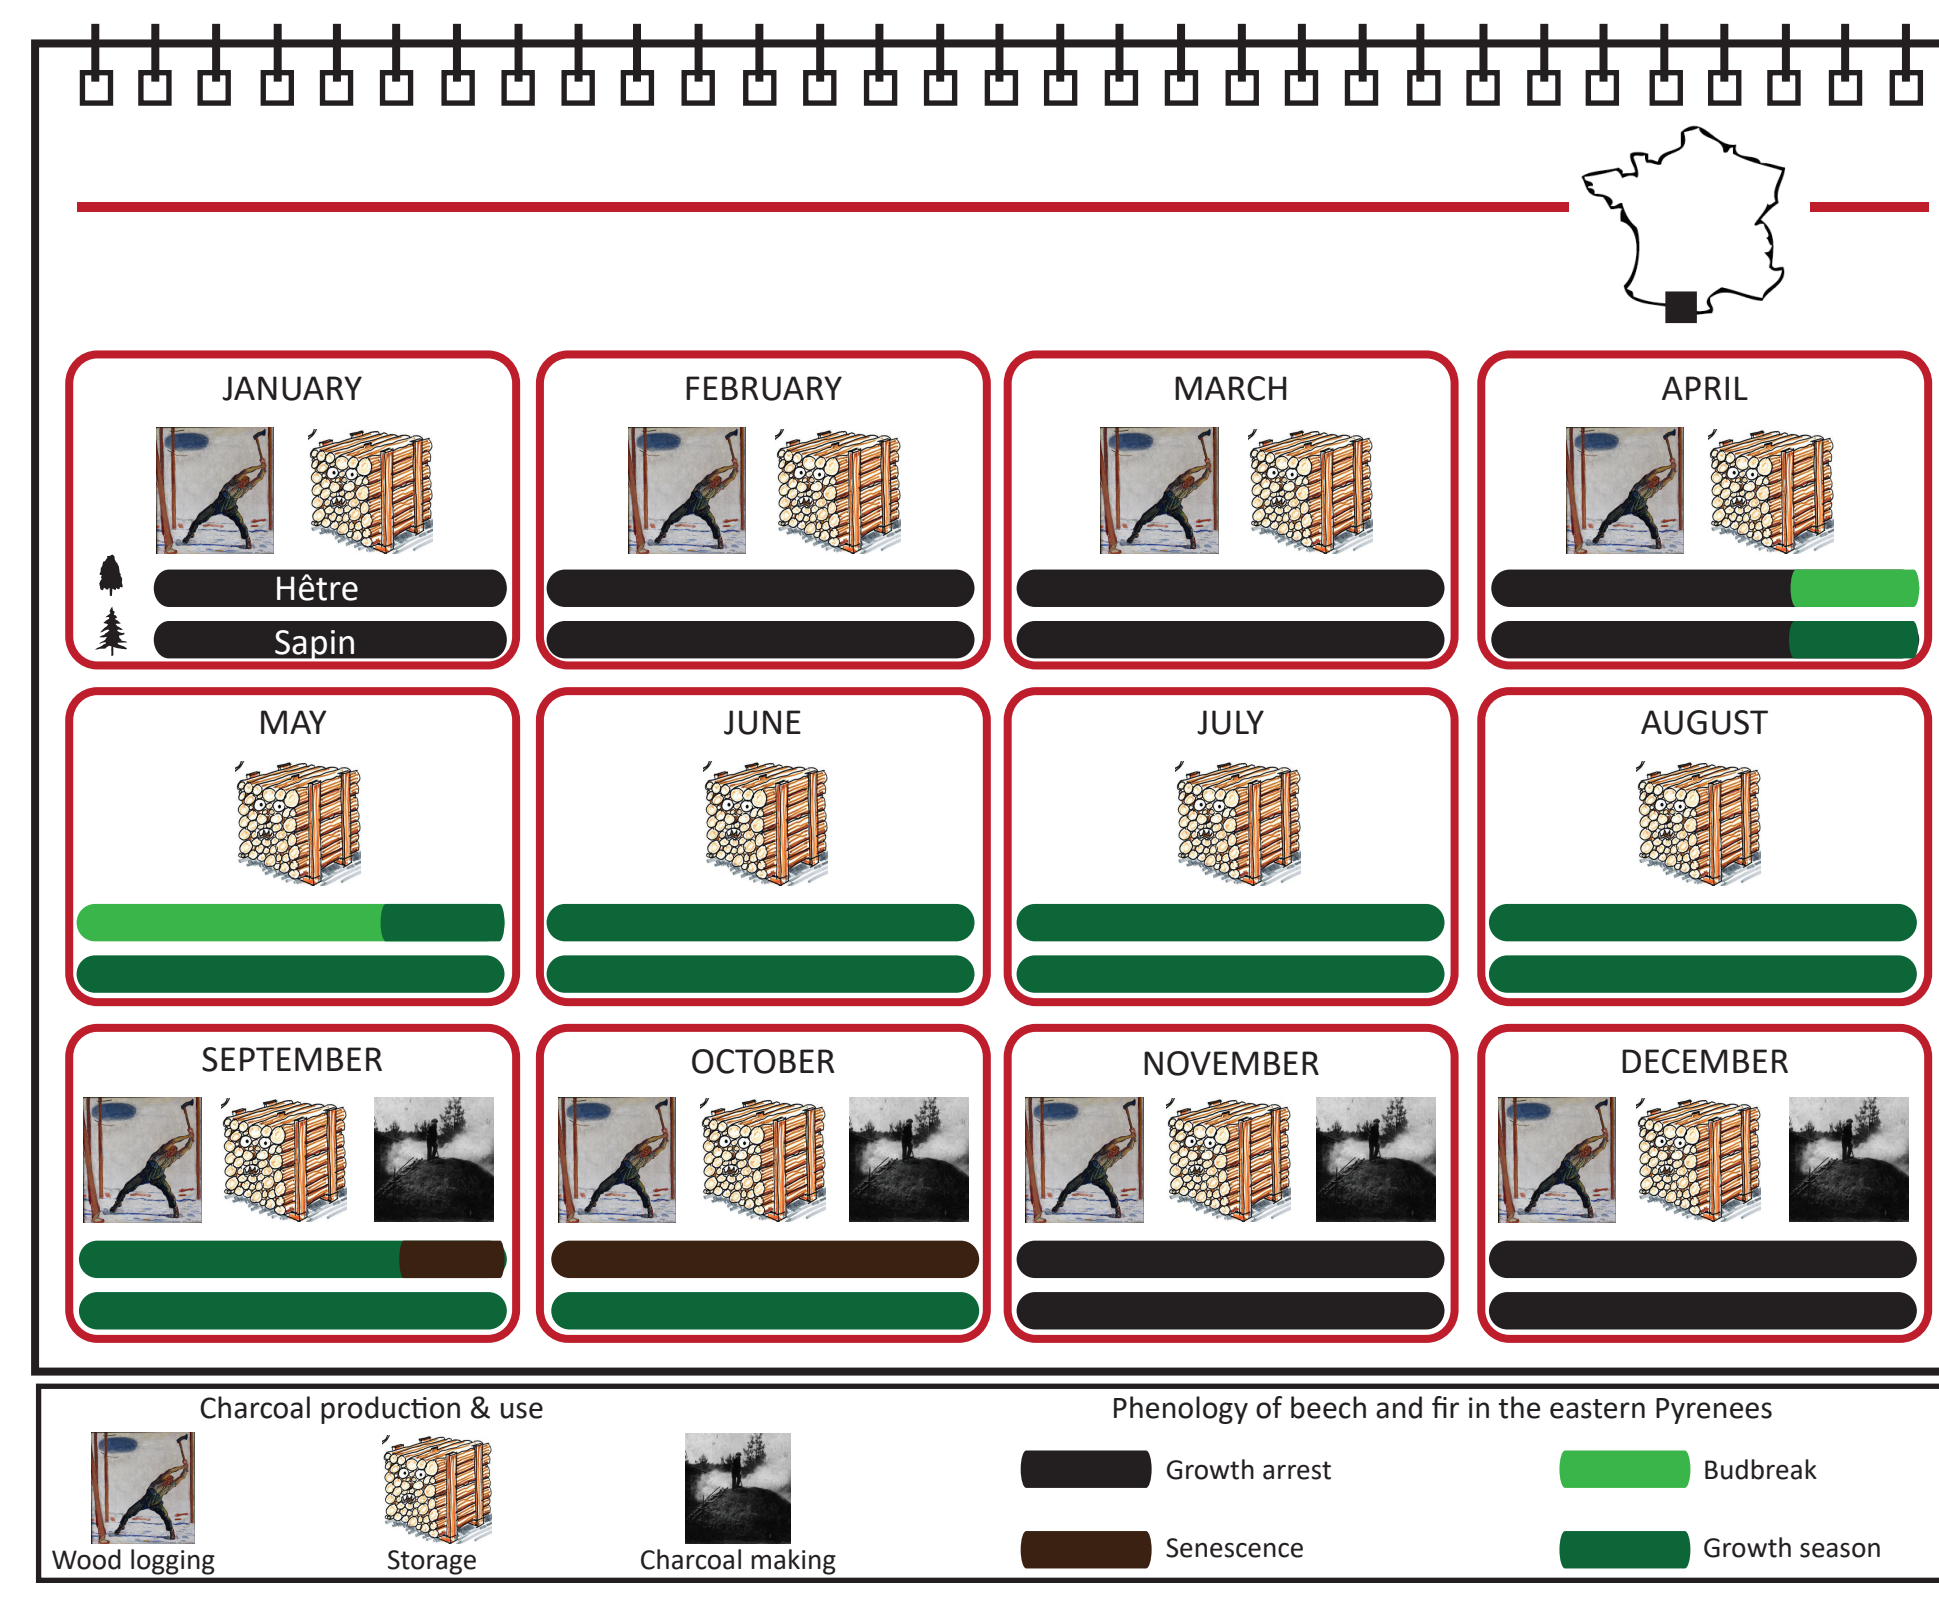 JANUARY
FEBRUARY
MARCH
APRIL
Hêtre
Sapin
MAY
JUNE
JULY
AUGUST
SEPTEMBER
OCTOBER
NOVEMBER
DECEMBER
Charcoal production & use
Wood logging
Storage
Charcoal making
Phenology of beech and fir in the eastern Pyrenees
Growth arrest
Budbreak
Senescence
Growth season